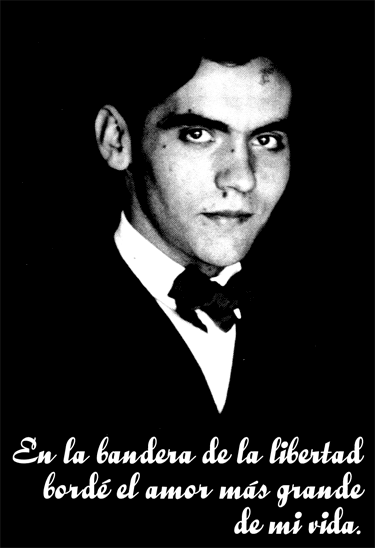 En la bandera de la libertad
bordé el amor más grande
de mi vida.